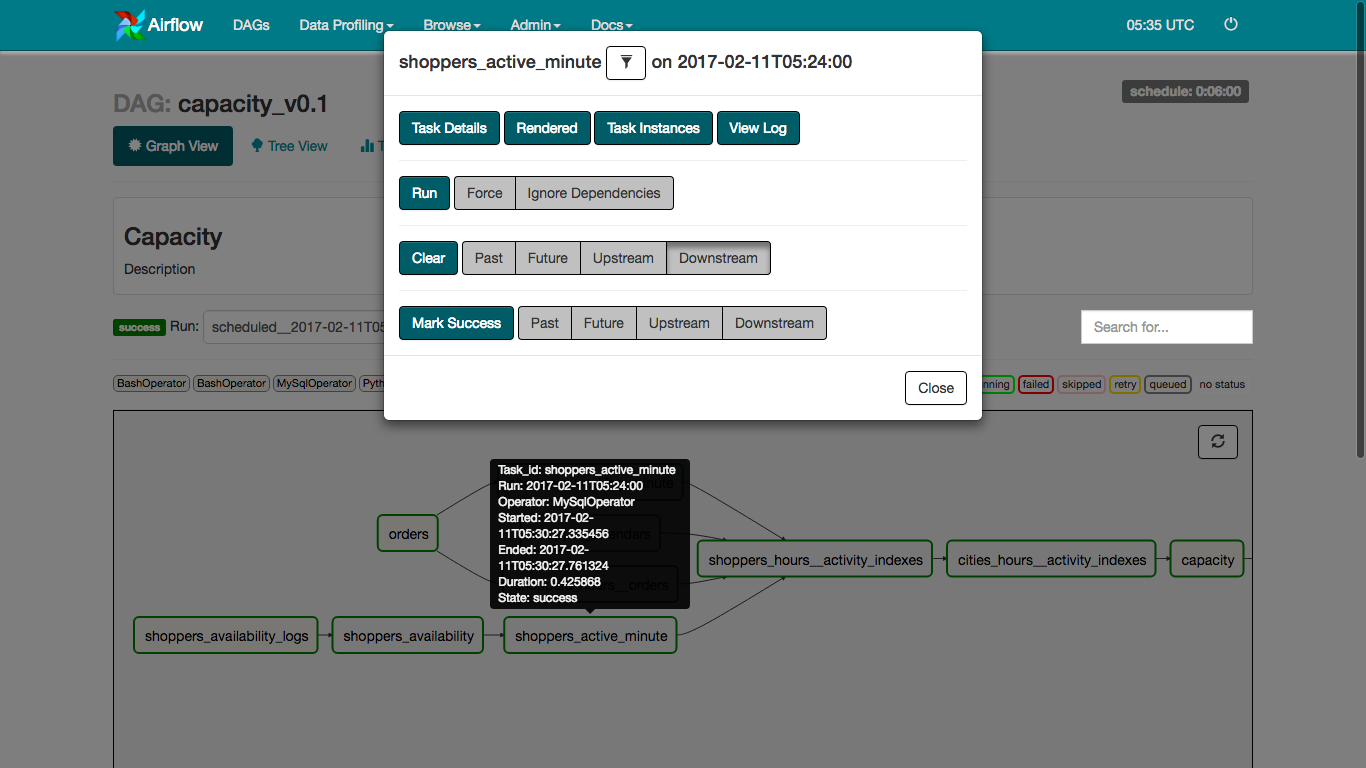 Airflow DAGs Data Profiling Browse Admin Docs 05:35 UTC
shoppers_active_minute on 2017-02-11T05:24:00
DAG: capacity_v0.1
schedule: 0:06:00
Task Details Rendered Task Instances View Log
Graph View Tree View T
Run Force Ignore Dependencies
Capacity
Description
Clear Past Future Upstream Downstream
Mark Success Past Future Upstream Downstream
success Run: scheduled__2017-02-11T05 Search for...
BashOperator BashOperator MySqlOperator Pyth nning failed skipped retry queued no status
Close
Task_id: shoppers_active_minute
Run: 2017-02-11T05:24:00
Operator: MySqlOperator
Started: 2017-02-
11T05:30:27.335456
Ended: 2017-02-
11T05:30:27.761324
Duration: 0.425868
State: success
orders
shoppers_hours__activity_indexes cities_hours__activity_indexes capacity
shoppers_availability_logs shoppers_availability shoppers_active_minute